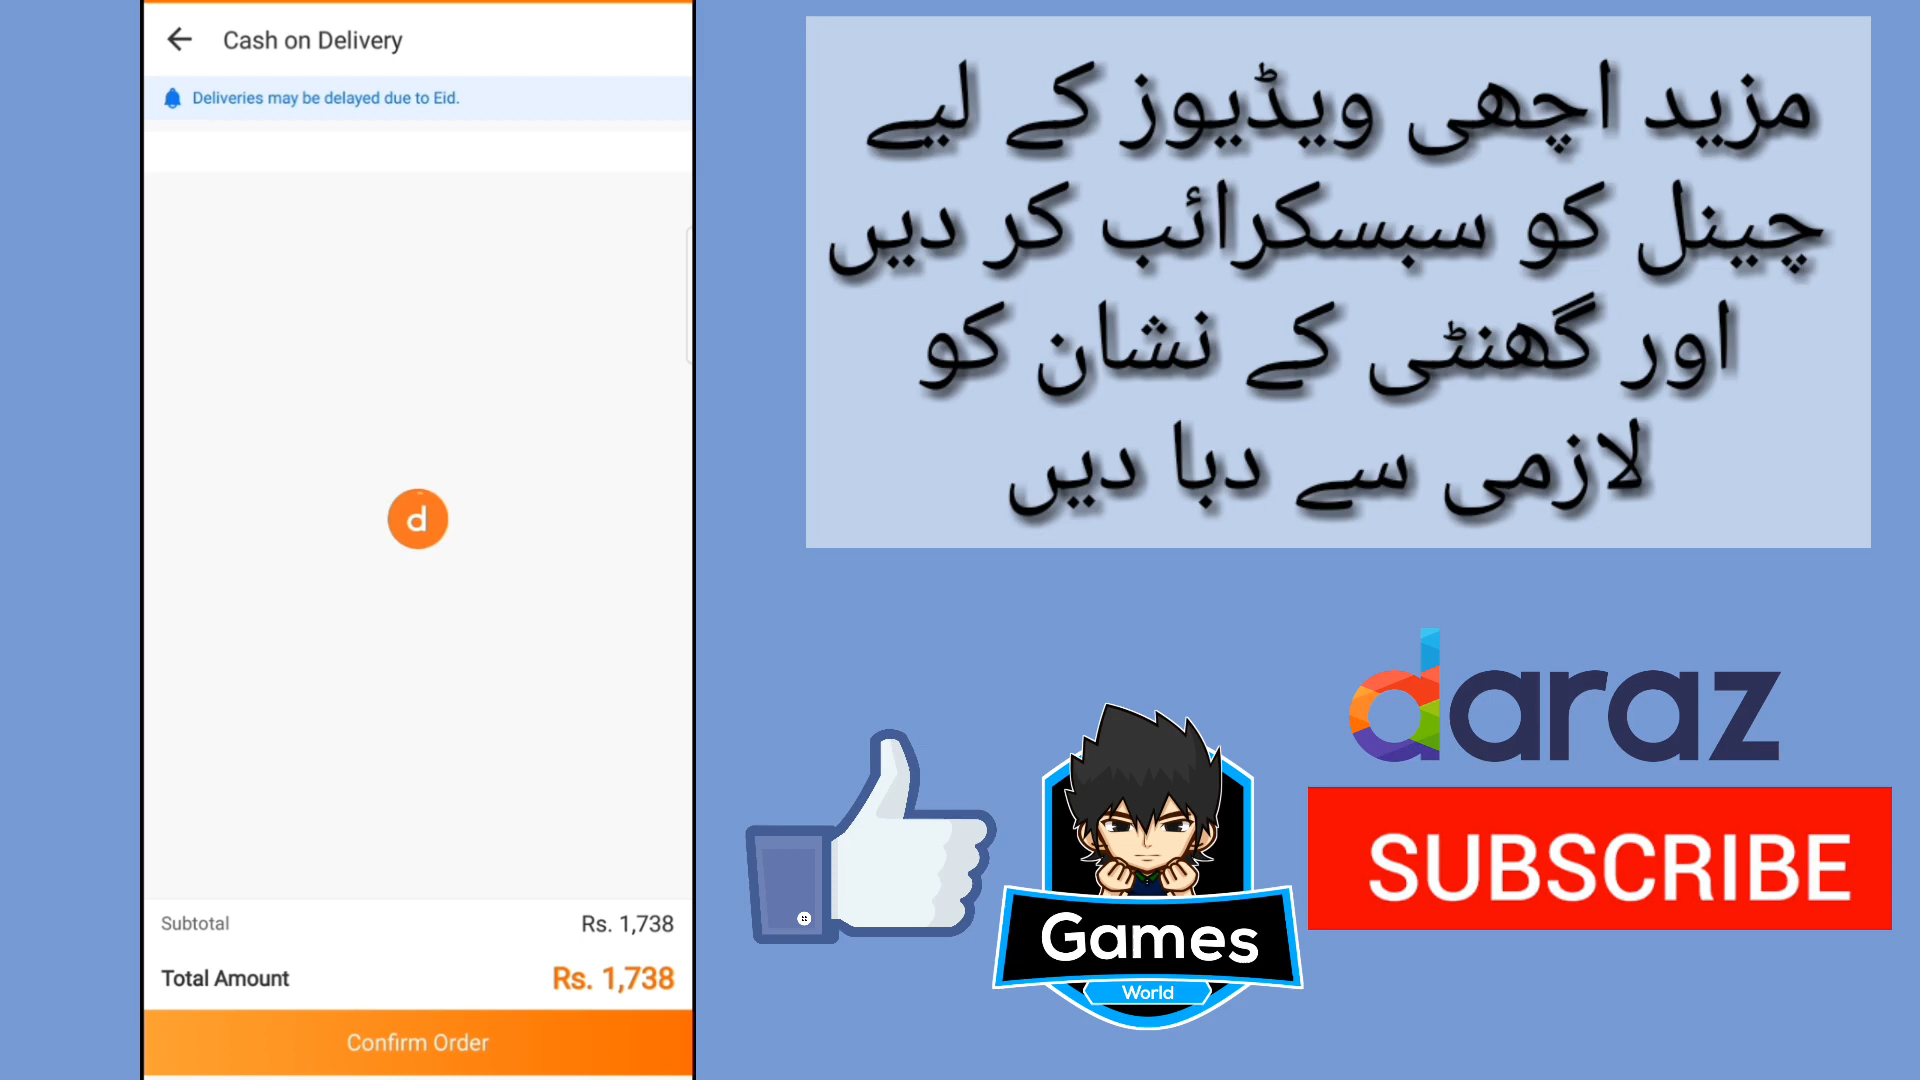 Cash on Delivery
Deliveries may be delayed due to Eid.
d
Subtotal Rs. 1,738
Total Amount Rs. 1,738
Confirm Order
مزید اچھی ویڈیوز کے لیے
چینل کو سبسکرائب کر دیں
اور گھنٹی کے نشان کو
لازمی سے دبا دیں
daraz
SUBSCRIBE
Games
World